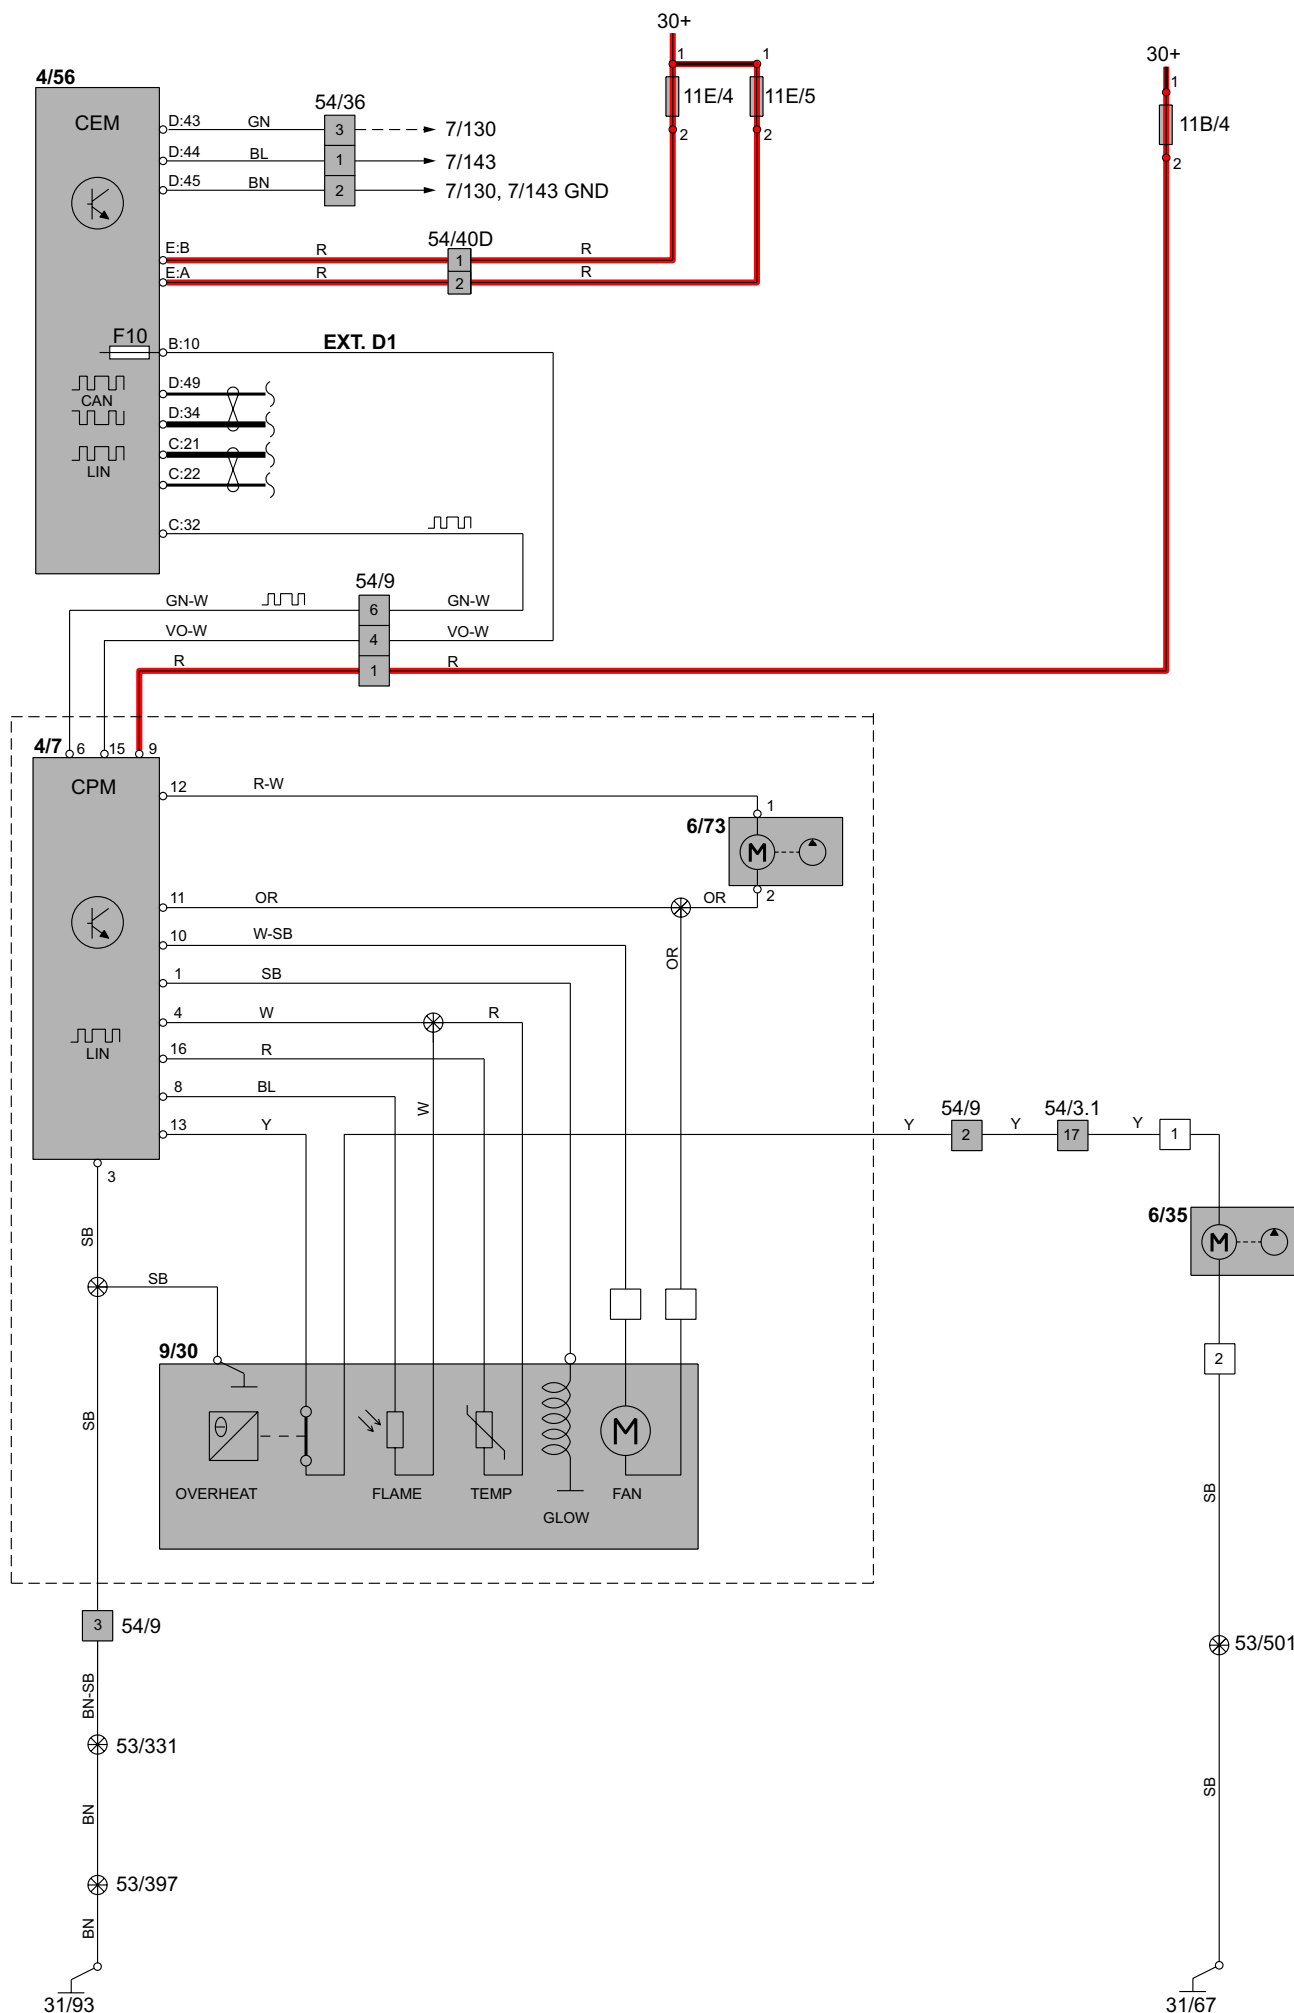 30+
1 1
11E/4 11E/5
2 2
30+
1
11B/4
2
4/56
CEM
54/36
D:43 GN 3 7/130
D:44 BL 1 7/143
D:45 BN 2 7/130, 7/143 GND
54/40D
E:B R 1 R
E:A R 2 R
F10
B:10 EXT. D1
D:49
CAN
D:34
C:21
LIN
C:22
C:32
54/9
GN-W 6 GN-W
VO-W 4 VO-W
R 1 R
4/7 6 15 9
CPM
12 R-W
1
6/73
M
2
11 OR OR
10 W-SB
OR
1 SB
4 W R
LIN
16 R
8 BL
W
13 Y
54/9 54/3.1
Y 2 Y 17 Y 1
3
6/35
M
SB
SB
9/30
2
SB
Θ
M
OVERHEAT FLAME TEMP FAN
GLOW
SB
3 54/9
53/501
BN-SB
53/331
SB
BN
53/397
BN
31/93
31/67